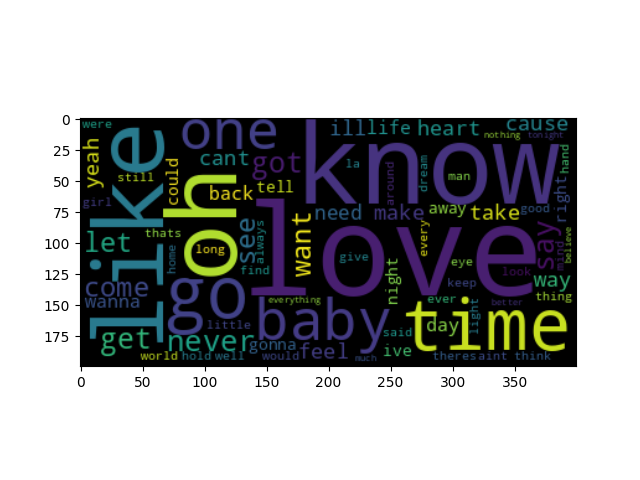 0
25
50
75
100
125
150
175
0 50 100 150 200 250 300 350
were
one
ill
life
heart
cause
nothing
tonight
yeah
like
still
could
cant
got
la
know
around
dream
man
hand
right
girl
oh
back
tell
need
make
away
take
good
let
thats
home
long
see
always
find
want
love
give
every
eye
say
mind
believe
look
come
wanna
go
night
keep
way
thing
everything
baby
ever
better
light
time
day
said
get
never
little
gonna
feel
ive
world
hold
well
would
much
theres
aint
think